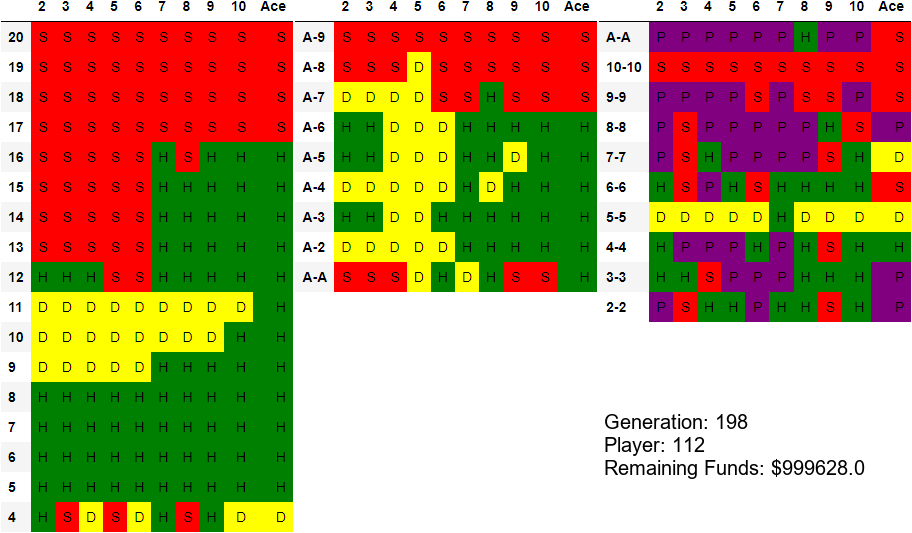 2 3 4 5 6 7 8 9 10 Ace
20 S S S S S S S S S S
19 S S S S S S S S S S
18 S S S S S S S S S S
17 S S S S S S S S S S
16 S S S S S H S H H H
15 S S S S S H H H H H
14 S S S S S H H H H H
13 S S S S S H H H H H
12 H H H S S H H H H H
11 D D D D D D D D D H
10 D D D D D D D D H H
9 D D D D D H H H H H
8 H H H H H H H H H H
7 H H H H H H H H H H
6 H H H H H H H H H H
5 H H H H H H H H H H
4 H S D S D H S H D D
2 3 4 5 6 7 8 9 10 Ace
A-9 S S S S S S S S S S
A-8 S S S D S S S S S S
A-7 D D D D S S H S S S
A-6 H H D D D H H H H H
A-5 H H D D D H H D H H
A-4 D D D D D H D H H H
A-3 H H D D H H H H H H
A-2 D D D D D H H H H H
A-A S S S D H D H S S H
2 3 4 5 6 7 8 9 10 Ace
A-A P P P P P P H P P S
10-10 S S S S S S S S S S
9-9 P P P P S P S S P S
8-8 P S P P P P P H S P
7-7 P S H P P P P S H D
6-6 H S P H S H H H H S
5-5 D D D D D H D D D D
4-4 H P P P H P H S H H
3-3 H H S P P P H H H P
2-2 P S H H P H H S H P
Generation: 198
Player: 112
Remaining Funds: $999628.0